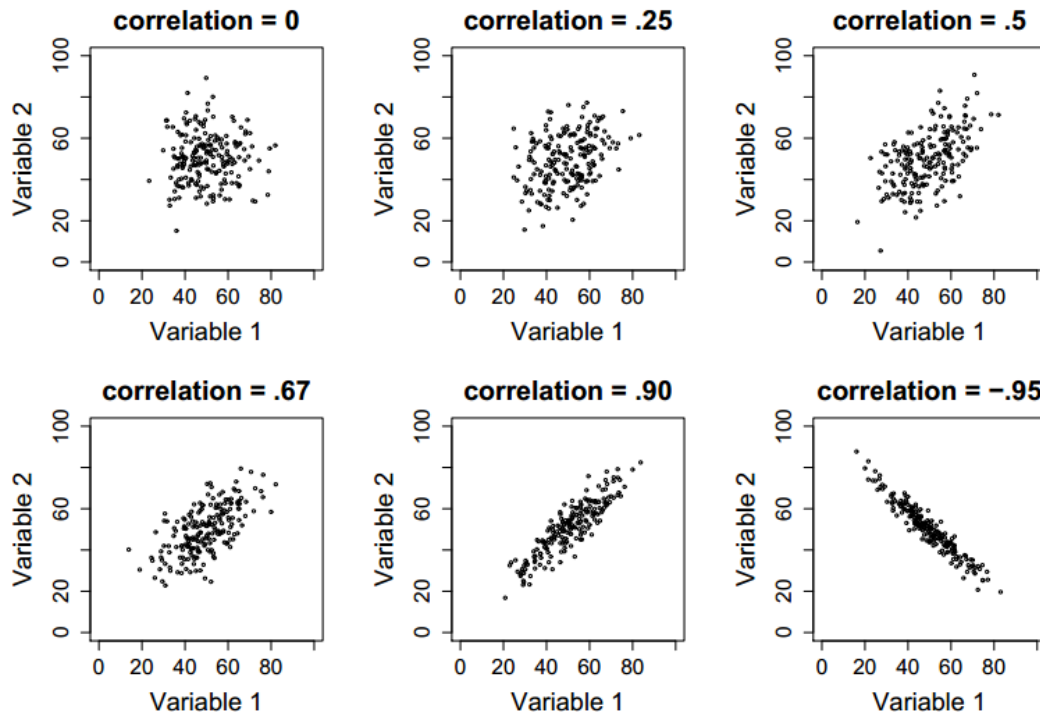 correlation = 0
Variable 2
0 20 60 100
0 20 40 60 80
Variable 1
correlation = .25
Variable 2
0 20 60 100
0 20 40 60 80
Variable 1
correlation = .5
Variable 2
0 20 60 100
0 20 40 60 80
Variable 1
correlation = .67
Variable 2
0 20 60 100
0 20 40 60 80
Variable 1
correlation = .90
Variable 2
0 20 60 100
0 20 40 60 80
Variable 1
correlation = −.95
Variable 2
0 20 60 100
0 20 40 60 80
Variable 1